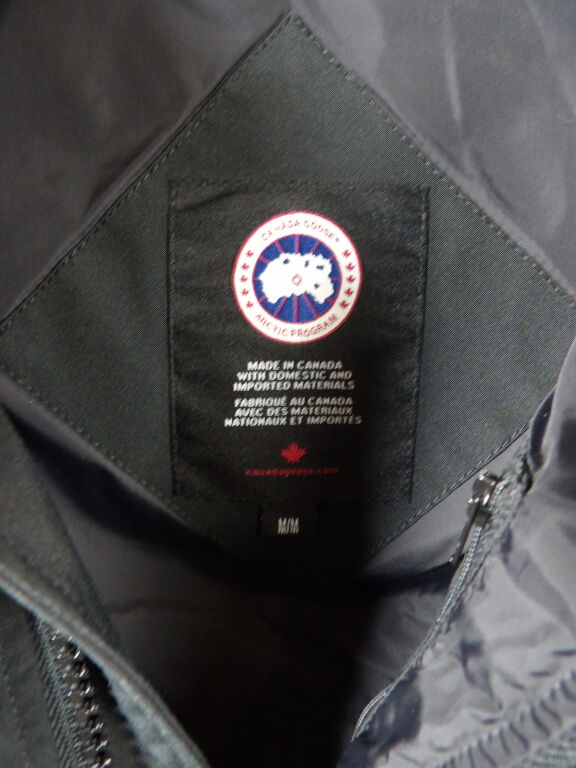 CANADA GOOSE
ARCTIC PROGRAM
MADE IN CANADA
WITH DOMESTIC AND
IMPORTED MATERIALS
FABRIQUÉ AU CANADA
AVEC DES MATERIAUX
NATIONAUX ET IMPORTÉS
canadagoose.com
M/M